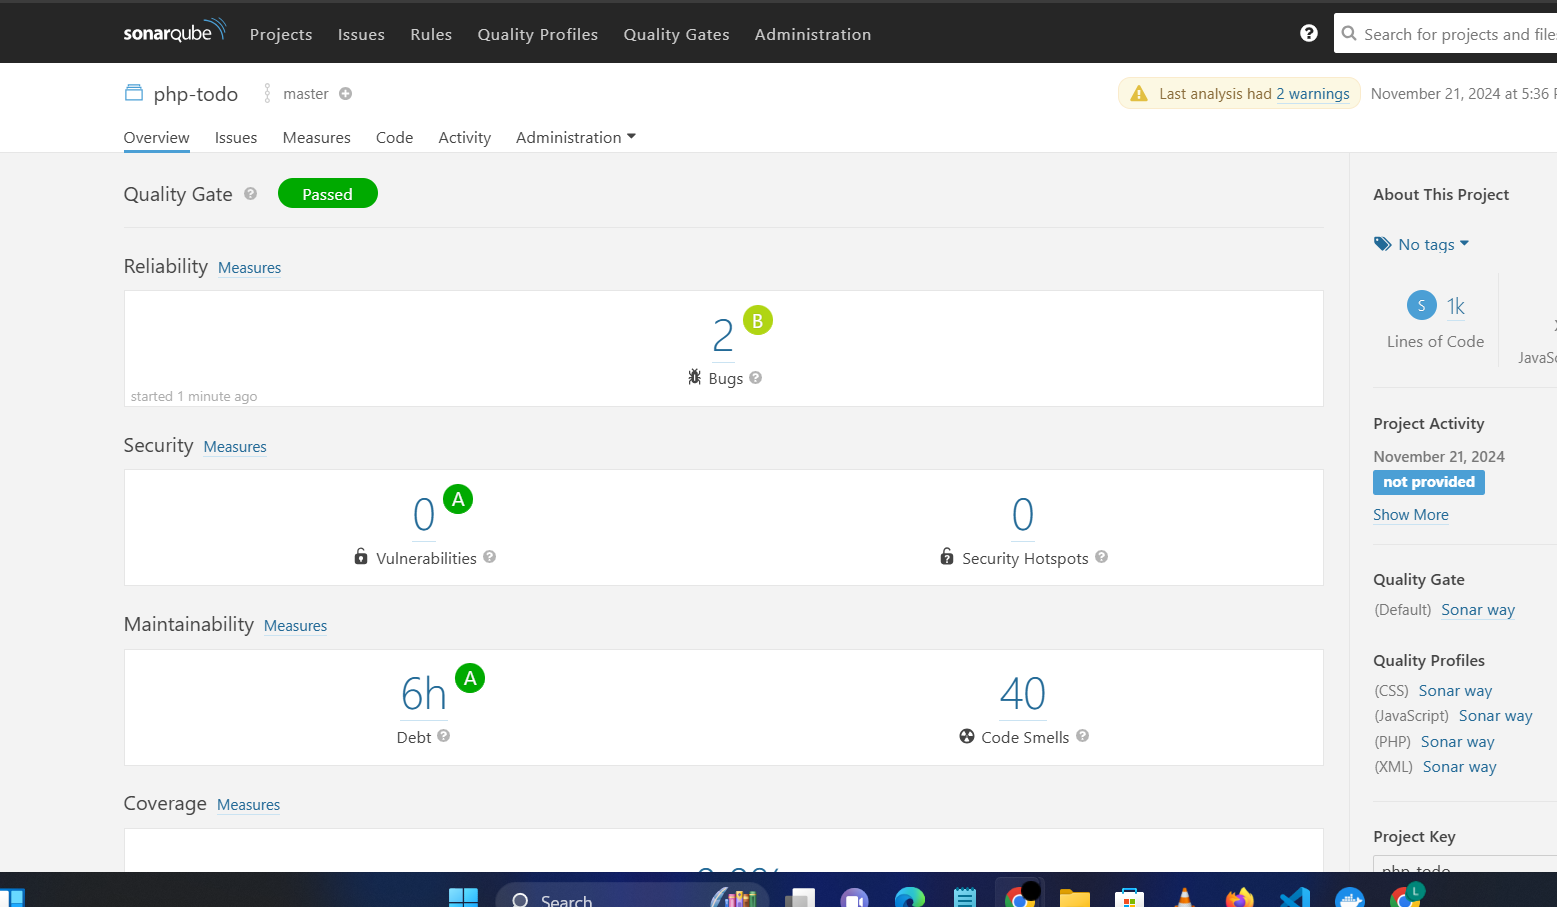 sonarqube Projects Issues Rules Quality Profiles Quality Gates Administration ? Search for projects and files
php-todo master Last analysis had 2 warnings November 21, 2024 at 5:36
Overview Issues Measures Code Activity Administration
Quality Gate ? Passed
About This Project
No tags
Reliability Measures
2 B
Bugs ?
started 1 minute ago
S 1k
Lines of Code
Security Measures
0 A
Vulnerabilities ?
0
Security Hotspots ?
Project Activity
November 21, 2024
not provided
Show More
Maintainability Measures
6h A
Debt ?
40
Code Smells ?
Quality Gate
(Default) Sonar way
Quality Profiles
(CSS) Sonar way
(JavaScript) Sonar way
(PHP) Sonar way
(XML) Sonar way
Coverage Measures
Project Key
php-todo
Search
L